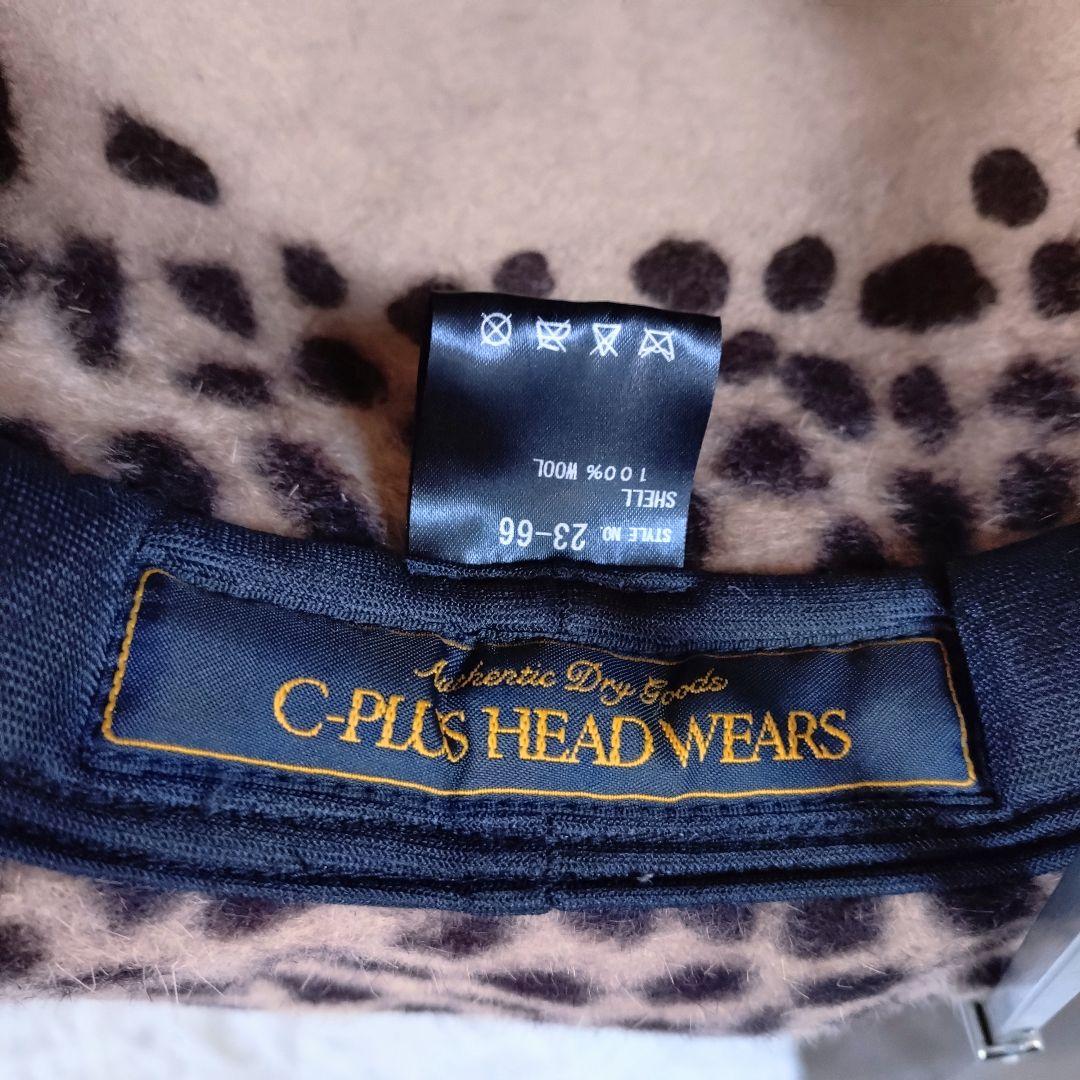 STYLE NO. 23-66
SHELL
100% WOOL
Authentic Dry Goods
C-PLUS HEAD WEARS